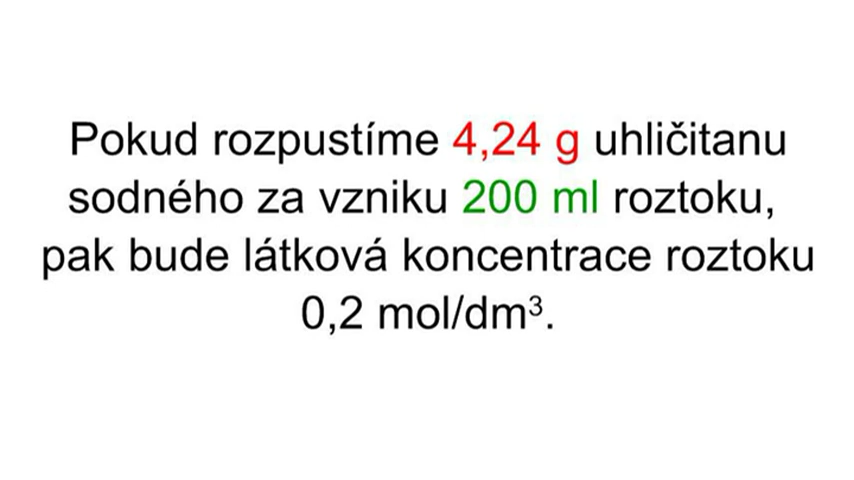 Pokud rozpustíme 4,24 g uhličitanu
sodného za vzniku 200 ml roztoku,
pak bude látková koncentrace roztoku
0,2 mol/dm³.